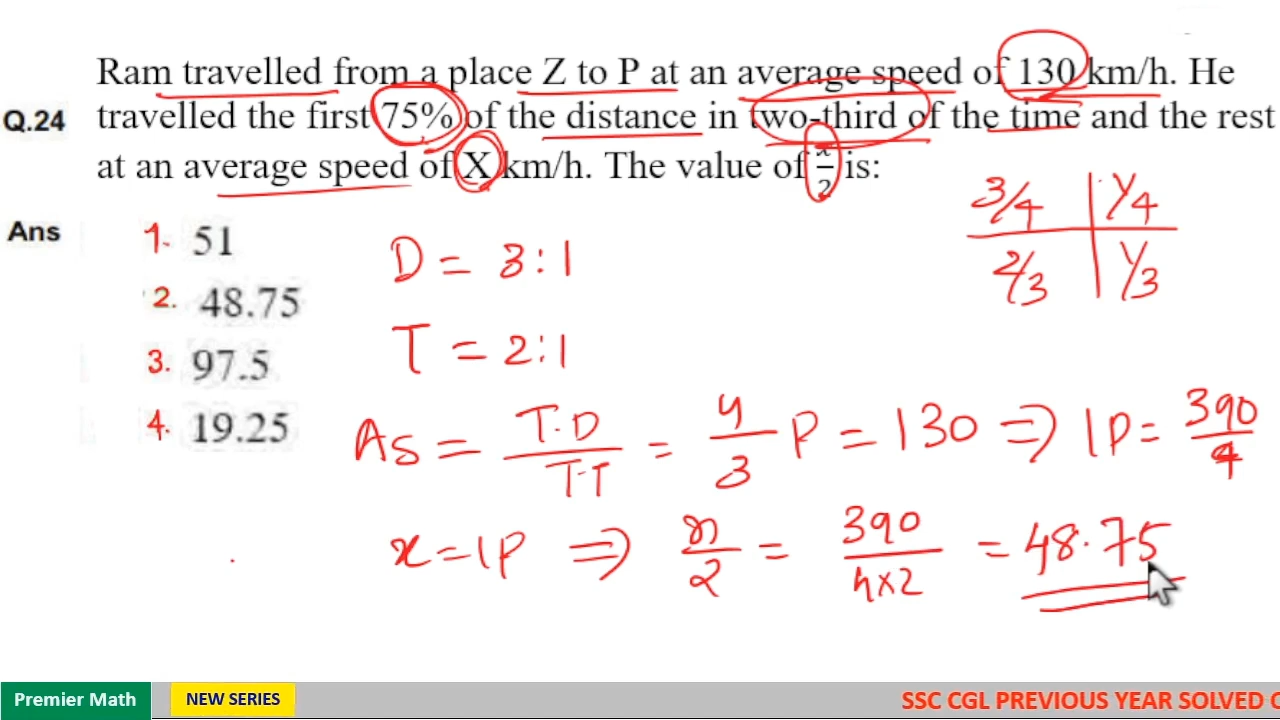 Ram travelled from a place Z to P at an average speed of 130 km/h. He
Q.24 travelled the first 75% of the distance in two-third of the time and the rest
at an average speed of X km/h. The value of x/2 is:
3/4 | 1/4
2/3 | 1/3
Ans
1. 51
2. 48.75
3. 97.5
4. 19.25
D = 3:1
T = 2:1
AS = T.D/T.T = 4/3 P = 130 ⇒ 1P = 390/4
x = 1P ⇒ x/2 = 390/4×2 = 48.75
Premier Math
NEW SERIES
SSC CGL PREVIOUS YEAR SOLVED